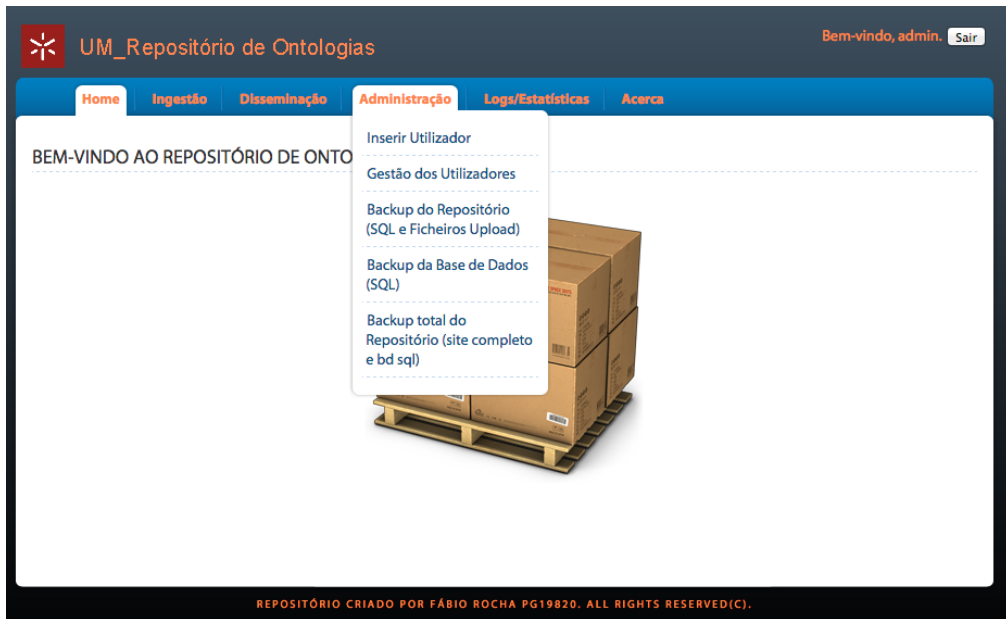 UM_Repositório de Ontologias
Bem-vindo, admin. Sair
Home Ingestão Disseminação Administração Logs/Estatísticas Acerca
BEM-VINDO AO REPOSITÓRIO DE ONTO
Inserir Utilizador
Gestão dos Utilizadores
Backup do Repositório
(SQL e Ficheiros Upload)
Backup da Base de Dados
(SQL)
Backup total do
Repositório (site completo
e bd sql)
REPOSITÓRIO CRIADO POR FÁBIO ROCHA PG19820. ALL RIGHTS RESERVED(C).